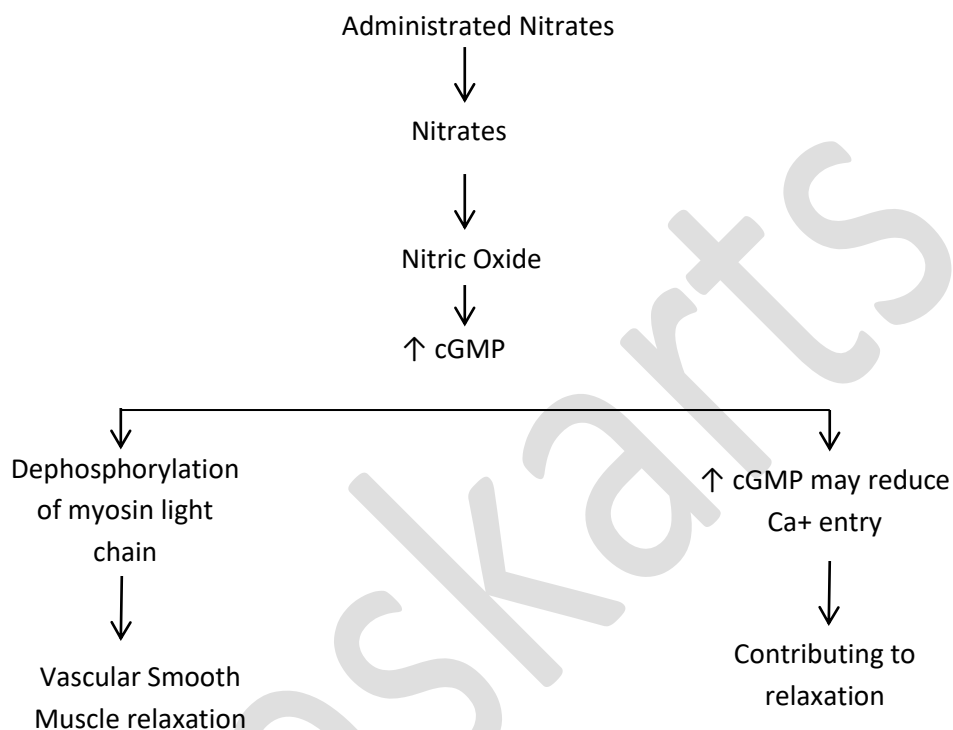 Administrated Nitrates
Nitrates
Nitric Oxide
↑ cGMP
Dephosphorylation
of myosin light
chain
Vascular Smooth
Muscle relaxation
↑ cGMP may reduce
Ca+ entry
Contributing to
relaxation
skarts